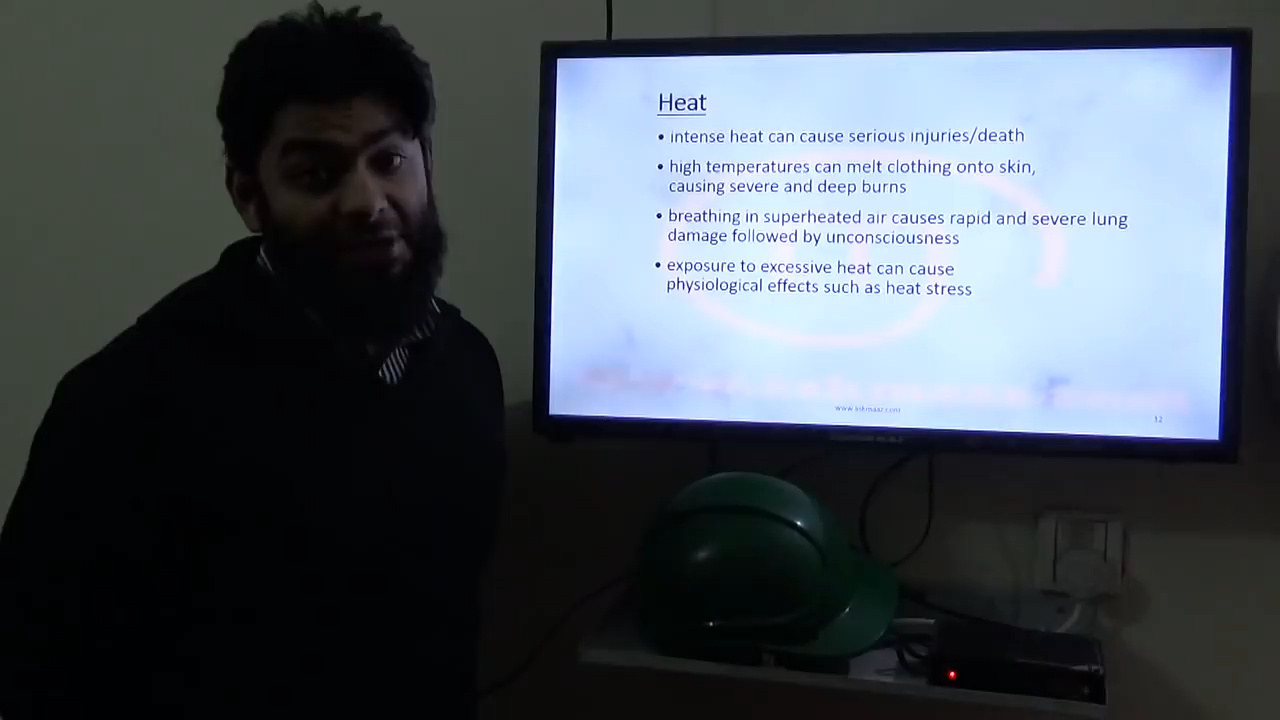 Heat
• intense heat can cause serious injuries/death
• high temperatures can melt clothing onto skin,
causing severe and deep burns
• breathing in superheated air causes rapid and severe lung
damage followed by unconsciousness
• exposure to excessive heat can cause
physiological effects such as heat stress
12